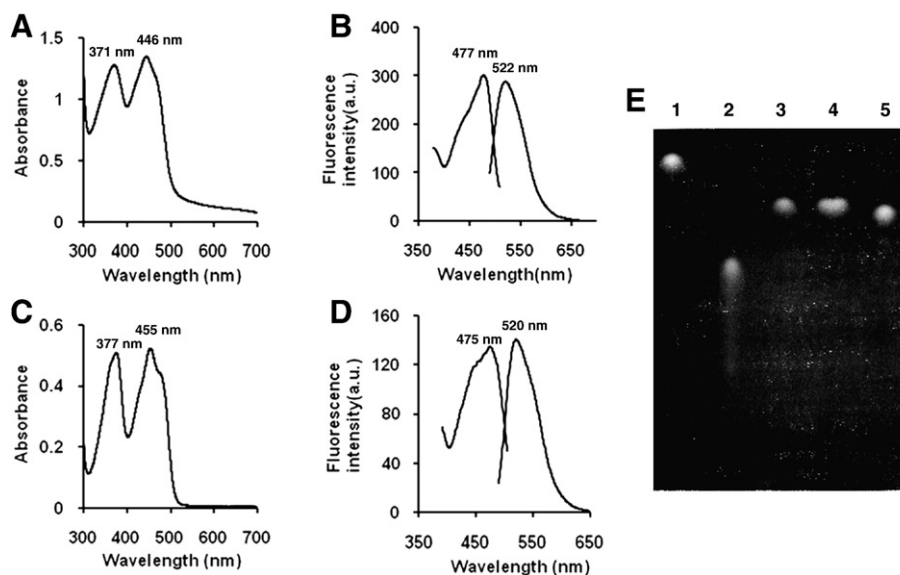 A
371 nm
446 nm
1.5
1
0.5
0
Absorbance
300 400 500 600 700
Wavelength (nm)
B
477 nm
522 nm
400
300
200
100
0
Fluorescence
intensity(a.u.)
350 450 550 650
Wavelength(nm)
C
377 nm
455 nm
0.6
0.4
0.2
0
Absorbance
300 400 500 600 700
Wavelength (nm)
D
475 nm
520 nm
160
120
80
40
0
Fluorescence
intensity(a.u.)
350 450 550 650
Wavelength (nm)
E
1 2 3 4 5